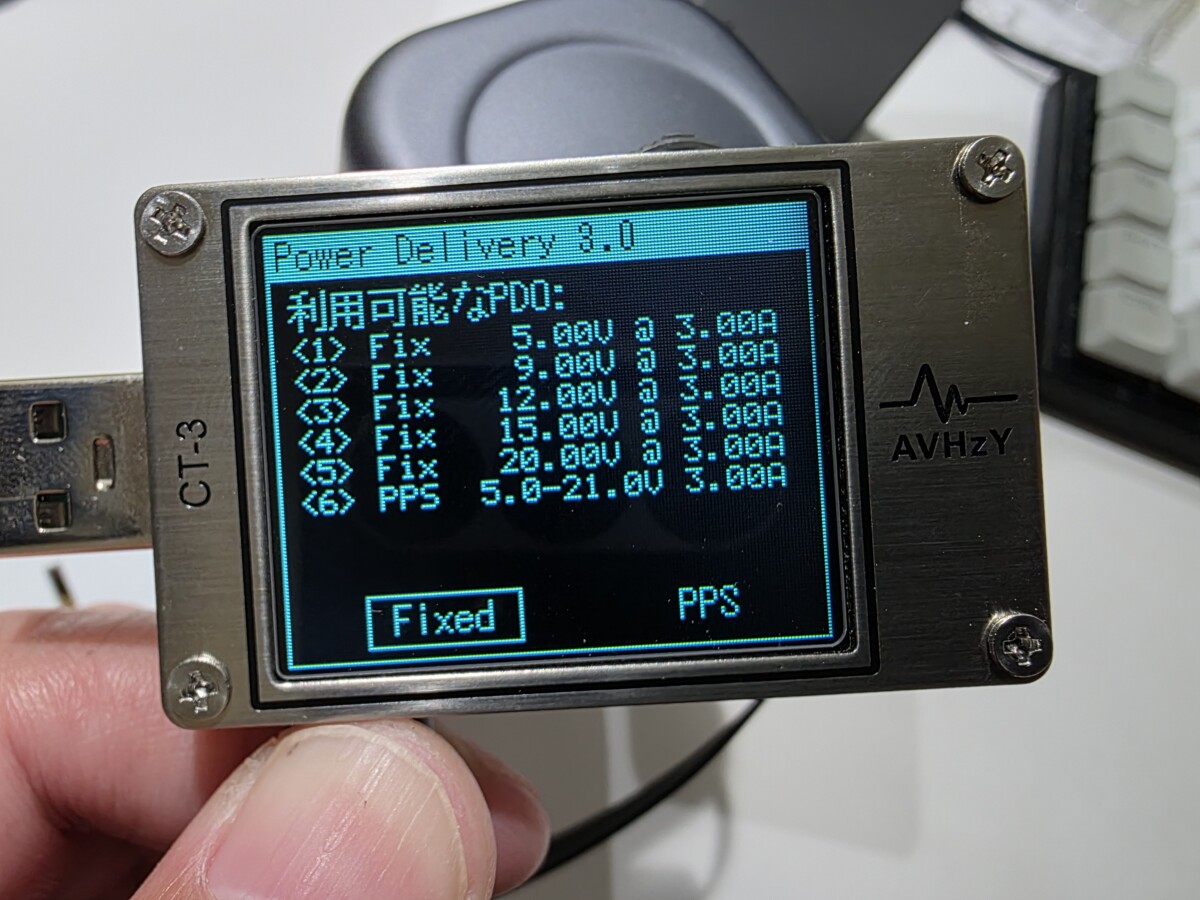 Power Delivery 3.0
利用可能なPDO:
<1> Fix 5.00V @ 3.00A
<2> Fix 9.00V @ 3.00A
<3> Fix 12.00V @ 3.00A
<4> Fix 15.00V @ 3.00A
<5> Fix 20.00V @ 3.00A
<6> PPS 5.0-21.0V 3.00A
Fixed PPS
CT-3
AVHzY